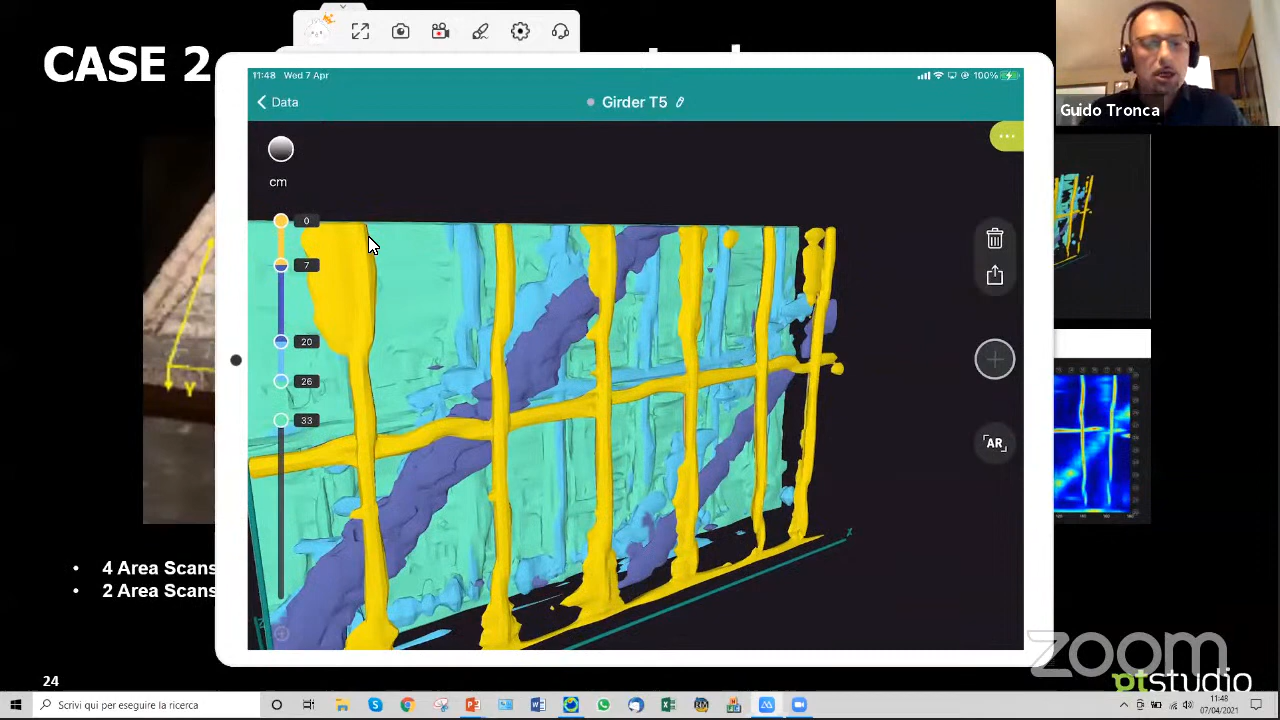 CASE 2
11:48 Wed 7 Apr
100%
Data
Girder T5
Guido Tronca
cm
0
7
20
26
33
AR
X
Z
Y
4 Area Scans
2 Area Scans
24
zoom
ptstudio
Scrivi qui per eseguire la ricerca
11:48
07/04/2021